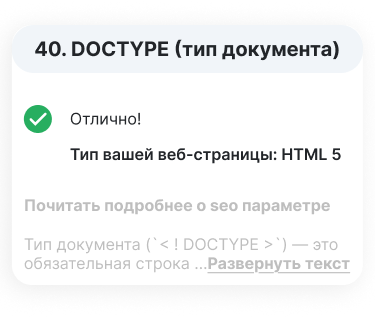 40. DOCTYPE (тип документа)
Отлично!
Тип вашей веб-страницы: HTML 5
Почитать подробнее о seo параметре
Тип документа (`< ! DOCTYPE >`) — это
обязательная строка ...Развернуть текст